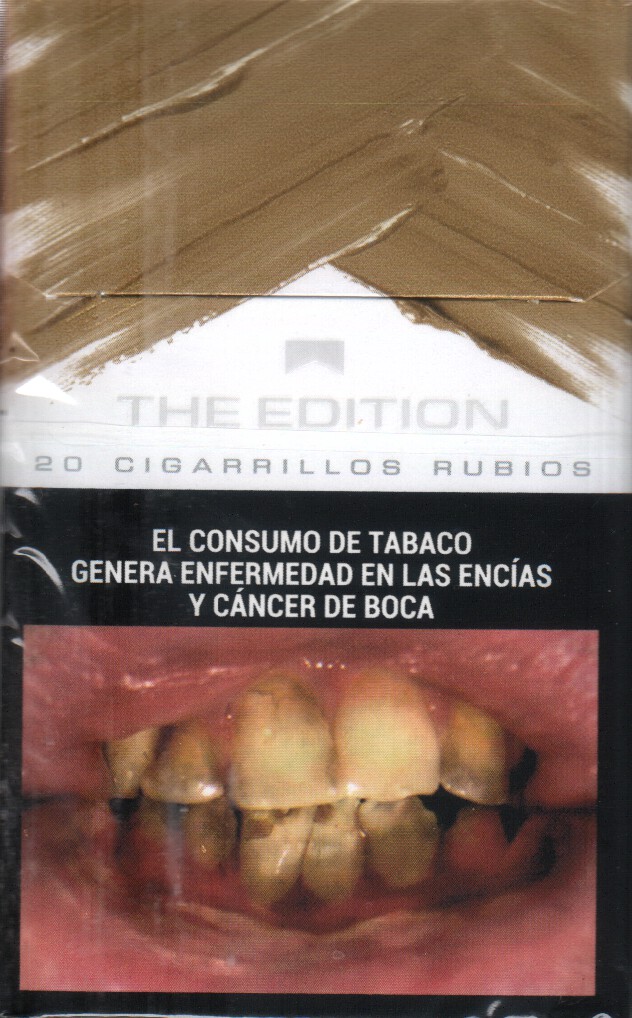 THE EDITION
20 CIGARRILLOS RUBIOS
EL CONSUMO DE TABACO
GENERA ENFERMEDAD EN LAS ENCÍAS
Y CÁNCER DE BOCA